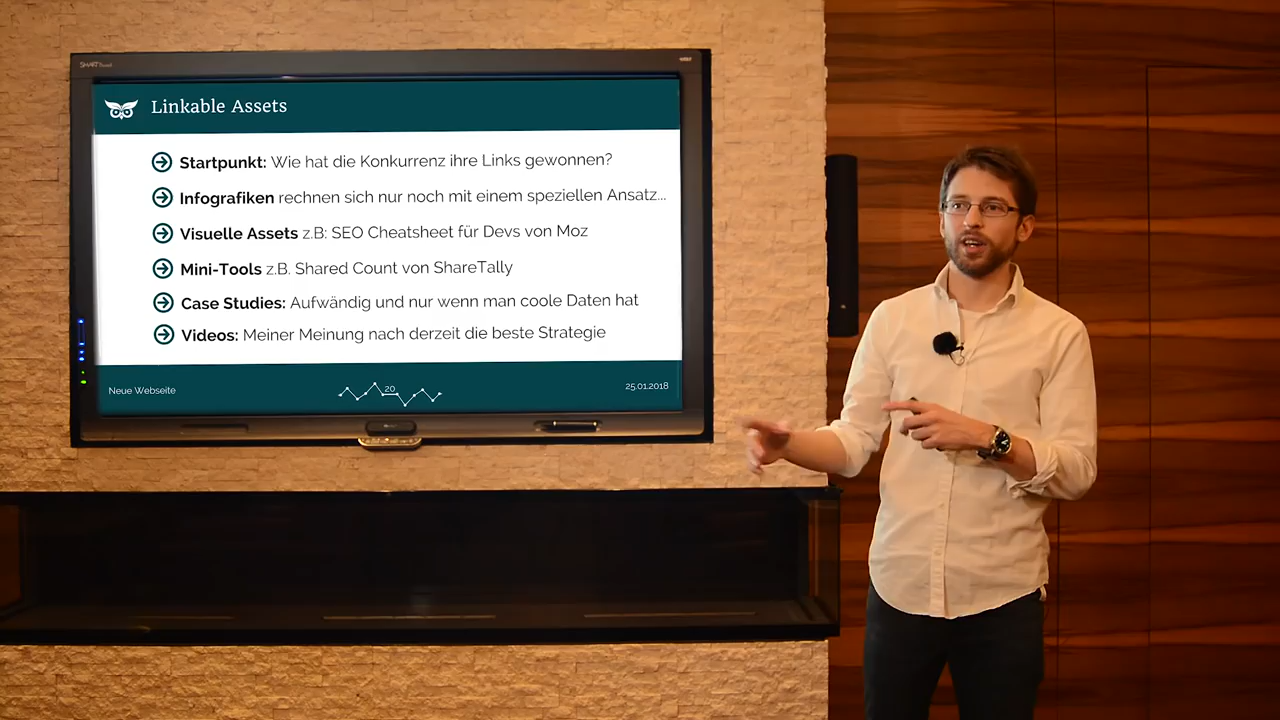 SMART
Linkable Assets
Startpunkt: Wie hat die Konkurrenz ihre Links gewonnen?
Infografiken rechnen sich nur noch mit einem speziellen Ansatz...
Visuelle Assets z.B: SEO Cheatsheet für Devs von Moz
Mini-Tools z.B. Shared Count von ShareTally
Case Studies: Aufwändig und nur wenn man coole Daten hat
Videos: Meiner Meinung nach derzeit die beste Strategie
Neue Webseite
20
25.01.2018